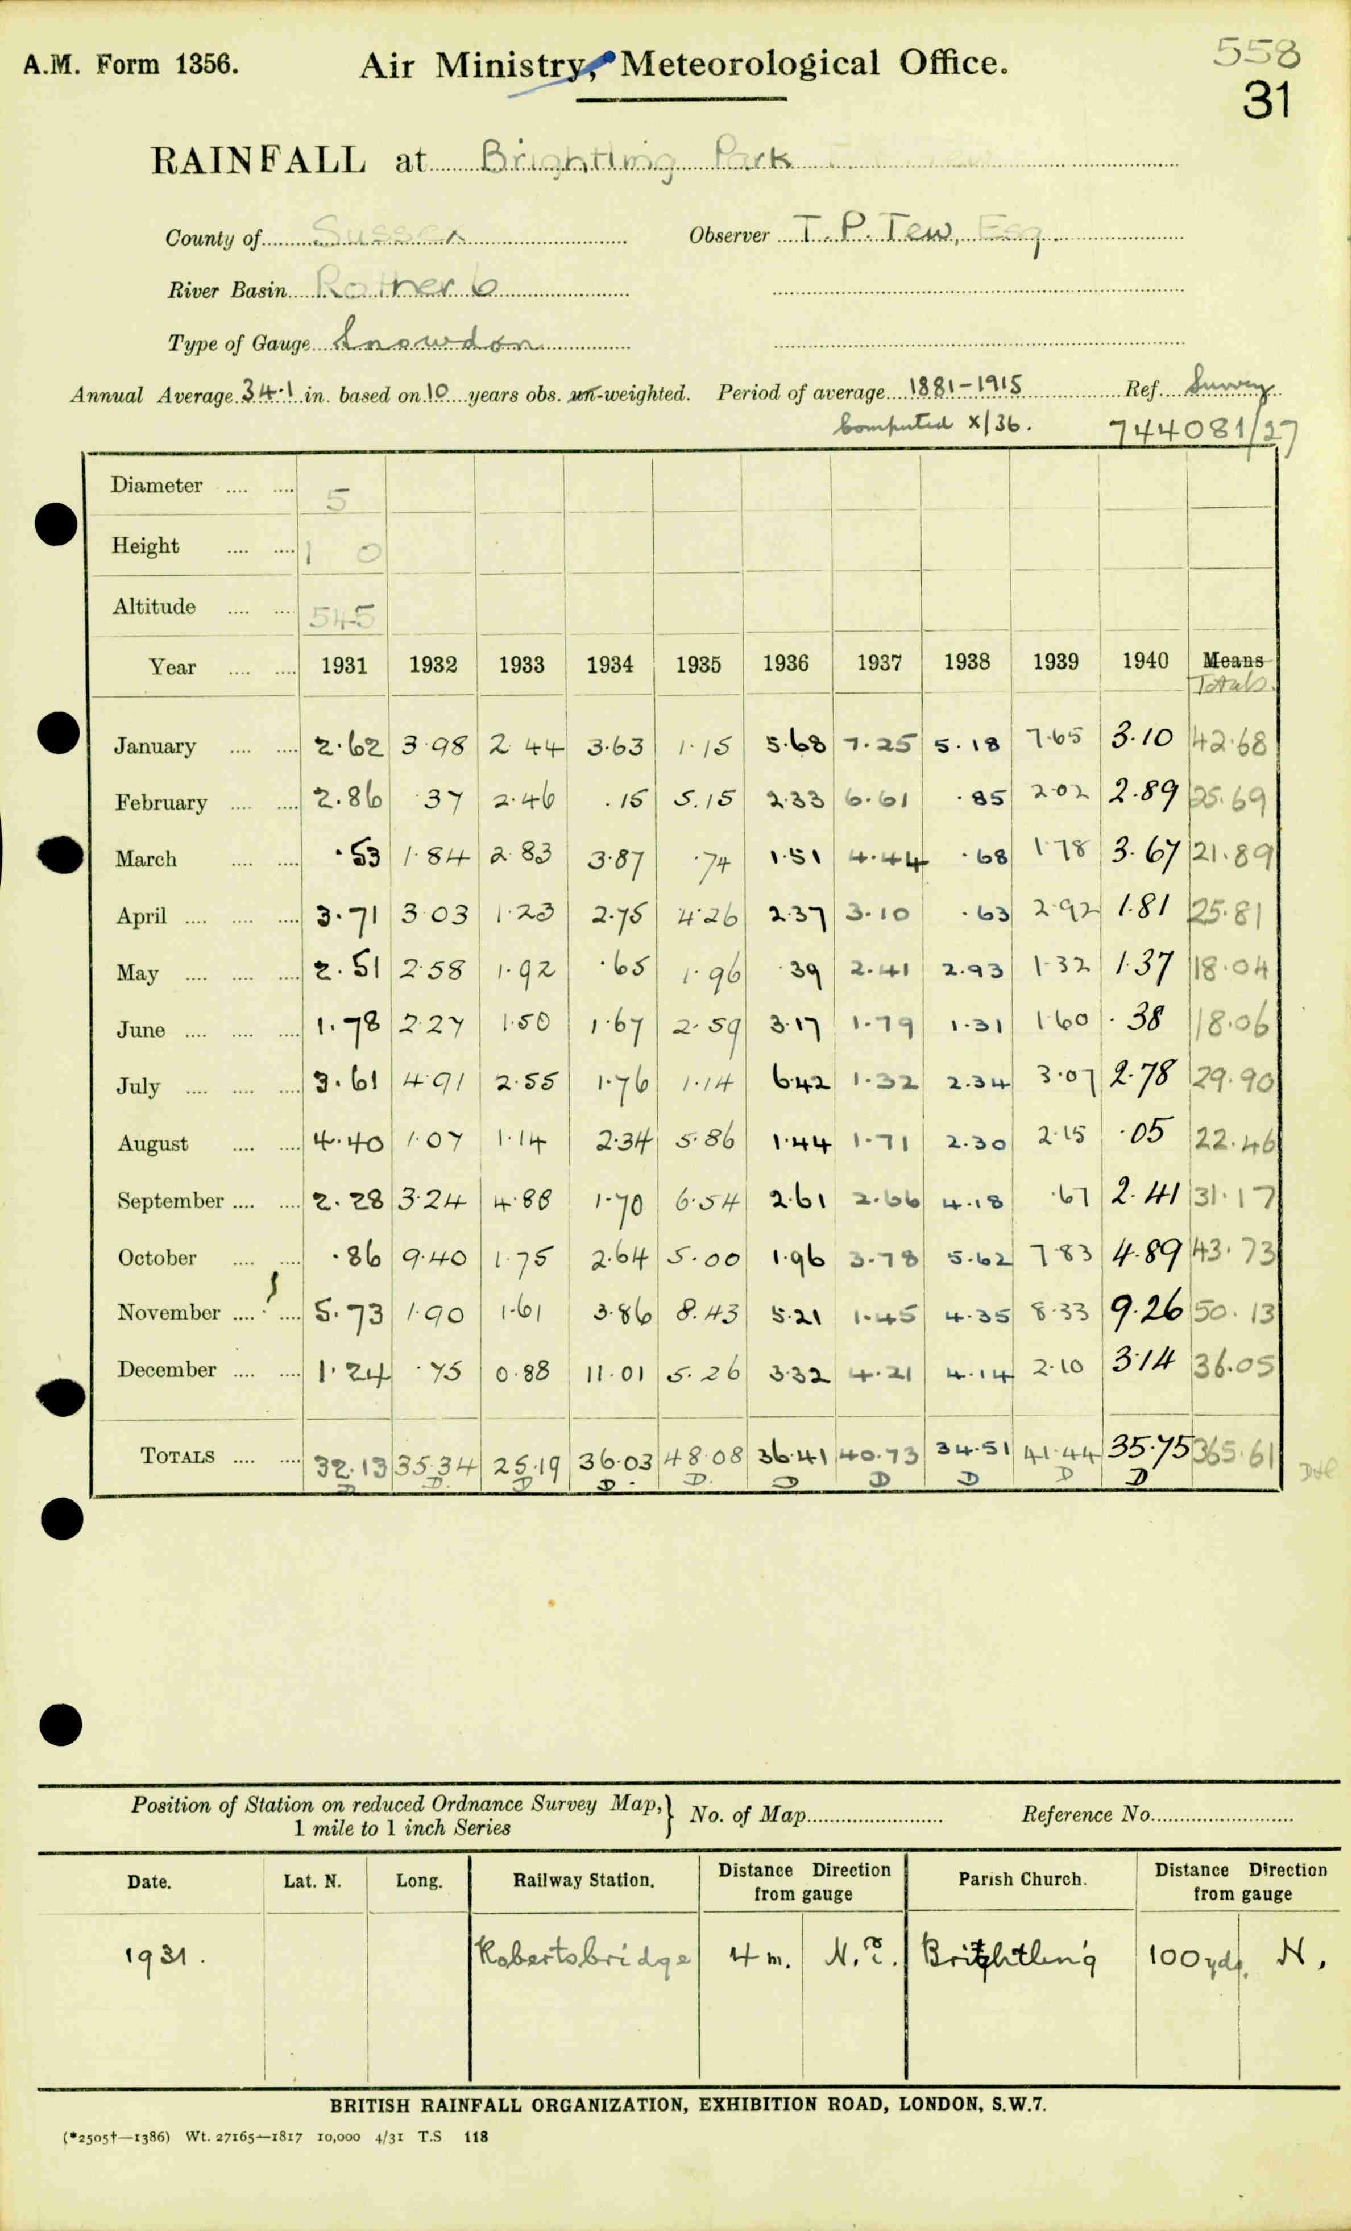 A.M. Form 1356.
Air Ministry, Meteorological Office.
558
31
RAINFALL at Brightling Park
County of Sussex Observer T. P. Tew, Esq
River Basin Rother 6
Type of Gauge Snowdon
Annual Average 34.1 in. based on 10 years obs. un-weighted. Period of average 1881-1915 Ref. Survey
Computed X/36. 744081/27
Diameter .... .... 5
Height .... .... 1 0
Altitude .... .... 545
Year .... .... 1931 1932 1933 1934 1935 1936 1937 1938 1939 1940 Means
Totals.
January .... .... 2.62 3.98 2.44 3.63 1.15 5.68 7.25 5.18 7.65 3.10 42.68
February .... .... 2.86 .37 2.46 .15 5.15 2.33 6.61 .85 2.02 2.89 25.69
March .... .... .53 1.84 2.83 3.87 .74 1.51 4.44 .68 1.78 3.67 21.89
April .... .... .... 3.71 3.03 1.23 2.75 4.26 2.37 3.10 .63 2.92 1.81 25.81
May .... .... .... 2.51 2.58 1.92 .65 1.96 .39 2.41 2.93 1.32 1.37 18.04
June .... .... .... 1.78 2.27 1.50 1.67 2.59 3.17 1.79 1.31 1.60 .38 18.06
July .... .... .... 3.61 4.91 2.55 1.76 1.14 6.42 1.32 2.34 3.07 2.78 29.90
August .... .... 4.40 1.07 1.14 2.34 5.86 1.44 1.71 2.30 2.15 .05 22.46
September .... .... 2.28 3.24 4.88 1.70 6.54 2.61 2.66 4.18 .67 2.41 31.17
October .... .... .86 9.40 1.75 2.64 5.00 1.96 3.78 5.62 7.83 4.89 43.73
November .... .... 5.73 1.90 1.61 3.86 8.43 5.21 1.45 4.35 8.33 9.26 50.13
December .... .... 1.24 .75 0.88 11.01 5.26 3.32 4.21 4.14 2.10 3.14 36.05
TOTALS .... .... 32.13 35.34 25.19 36.03 48.08 36.41 40.73 34.51 41.44 35.75 365.61
D D. D D. D. D D D D D
Position of Station on reduced Ordnance Survey Map,} No. of Map Reference No.
1 mile to 1 inch Series
Date. Lat. N. Long. Railway Station. Distance Direction from gauge Parish Church. Distance Direction from gauge
1931. Robertsbridge 4 m. N.E. Brightling 100 yds. N.
BRITISH RAINFALL ORGANIZATION, EXHIBITION ROAD, LONDON, S.W.7.
(*2505†—1386) Wt. 27165—1817 10,000 4/31 T.S 118